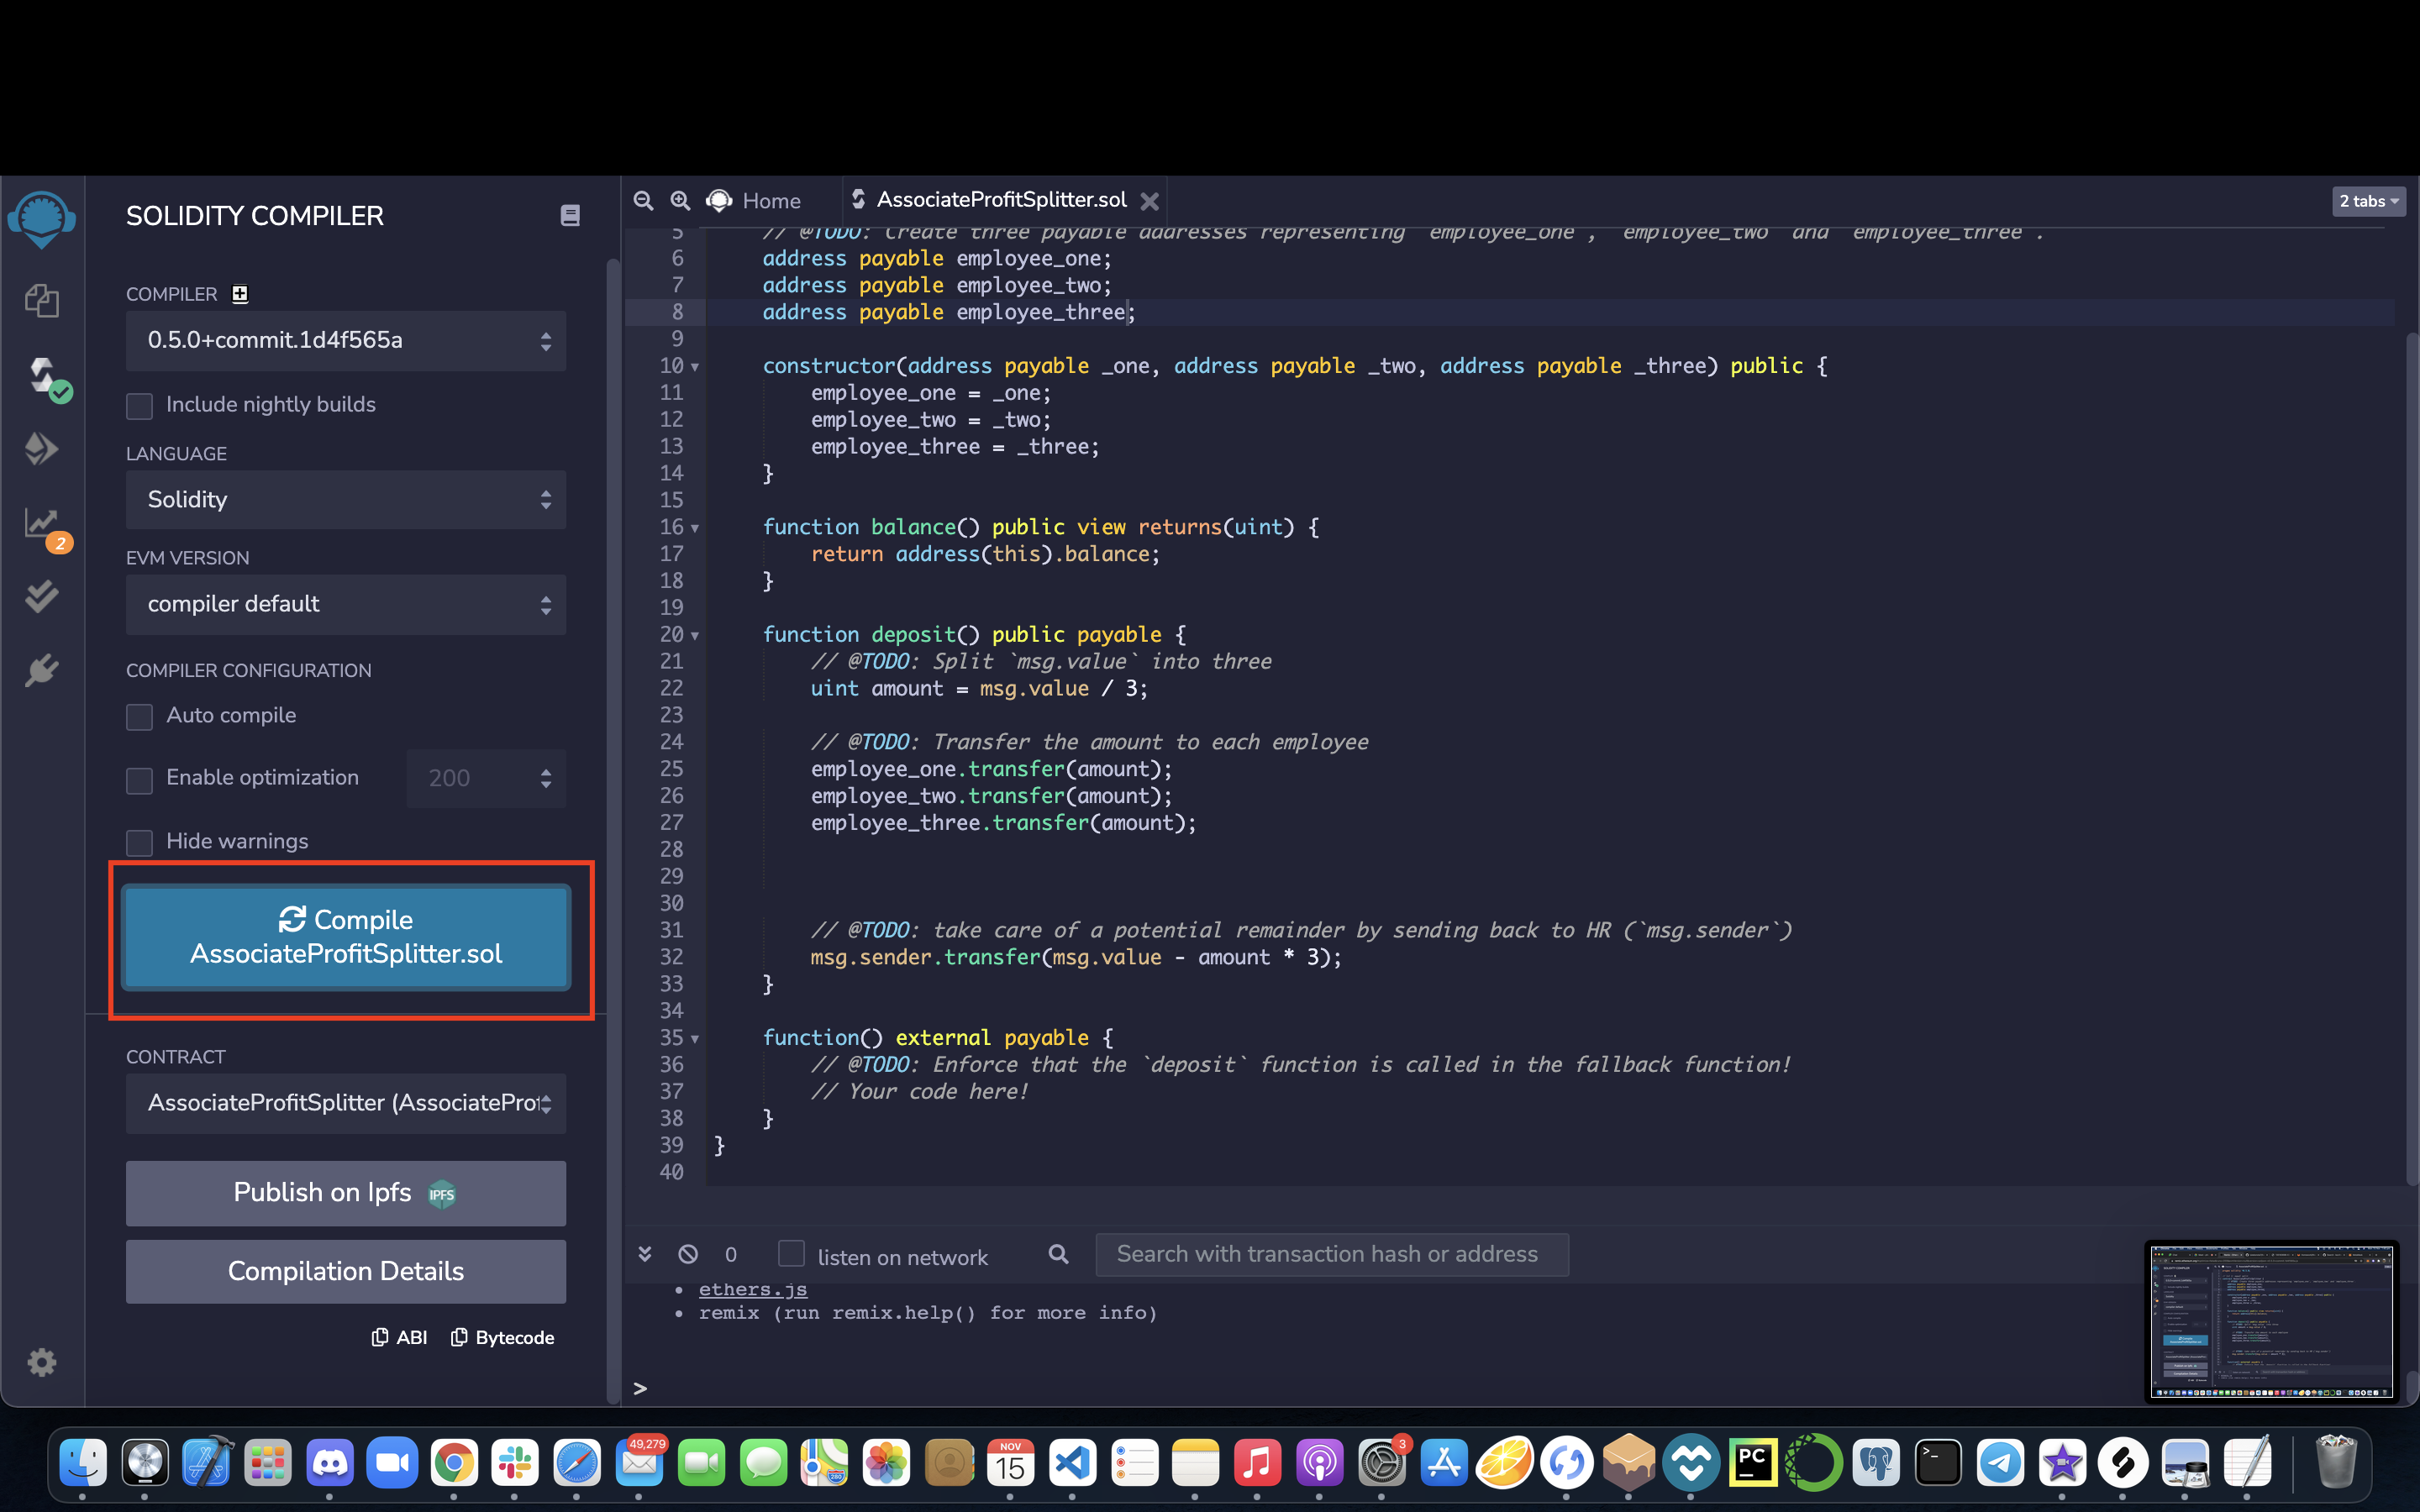 SOLIDITY COMPILER
COMPILER
0.5.0+commit.1d4f565a
Include nightly builds
LANGUAGE
Solidity
EVM VERSION
compiler default
COMPILER CONFIGURATION
Auto compile
Enable optimization 200
Hide warnings
Compile
AssociateProfitSplitter.sol
CONTRACT
AssociateProfitSplitter (AssociateProf
Publish on Ipfs IPFS
Compilation Details
ABI Bytecode
2
Home AssociateProfitSplitter.sol 2 tabs
5 // @TODO: Create three payable addresses representing `employee_one`, `employee_two` and `employee_three`.
6 address payable employee_one;
7 address payable employee_two;
8 address payable employee_three;
9
10 constructor(address payable _one, address payable _two, address payable _three) public {
11 employee_one = _one;
12 employee_two = _two;
13 employee_three = _three;
14 }
15
16 function balance() public view returns(uint) {
17 return address(this).balance;
18 }
19
20 function deposit() public payable {
21 // @TODO: Split `msg.value` into three
22 uint amount = msg.value / 3;
23
24 // @TODO: Transfer the amount to each employee
25 employee_one.transfer(amount);
26 employee_two.transfer(amount);
27 employee_three.transfer(amount);
28
29
30
31 // @TODO: take care of a potential remainder by sending back to HR (`msg.sender`)
32 msg.sender.transfer(msg.value - amount * 3);
33 }
34
35 function() external payable {
36 // @TODO: Enforce that the `deposit` function is called in the fallback function!
37 // Your code here!
38 }
39 }
40
0 listen on network Search with transaction hash or address
• ethers.js
• remix (run remix.help() for more info)
>
49,279
NOV
15
280
3
PC
>_